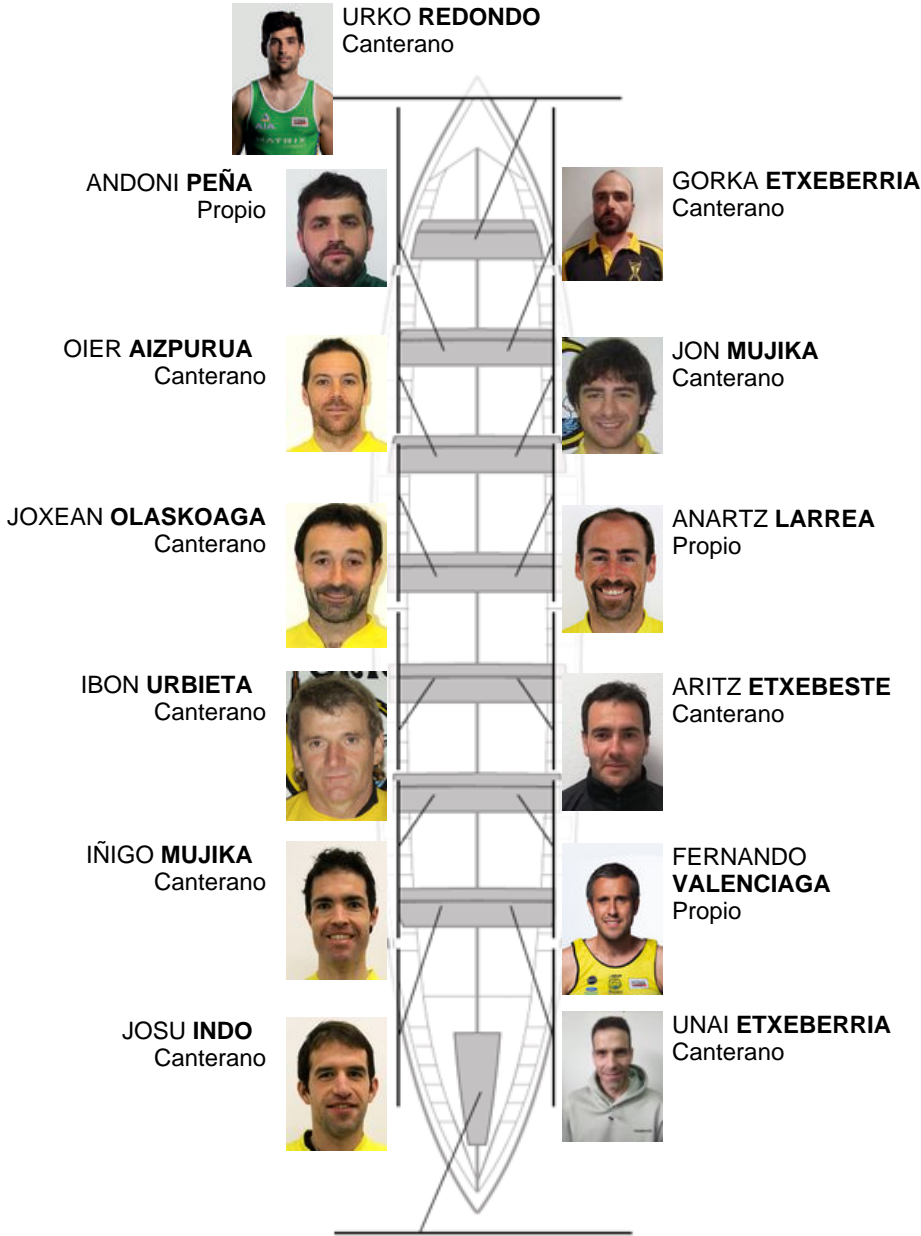 URKO REDONDO
Canterano
MATRIX
ANDONI PEÑA
Propio
GORKA ETXEBERRIA
Canterano
OIER AIZPURUA
Canterano
JON MUJIKA
Canterano
JOXEAN OLASKOAGA
Canterano
ANARTZ LARREA
Propio
IBON URBIETA
Canterano
ARITZ ETXEBESTE
Canterano
IÑIGO MUJIKA
Canterano
FERNANDO
VALENCIAGA
Propio
JOSU INDO
Canterano
UNAI ETXEBERRIA
Canterano